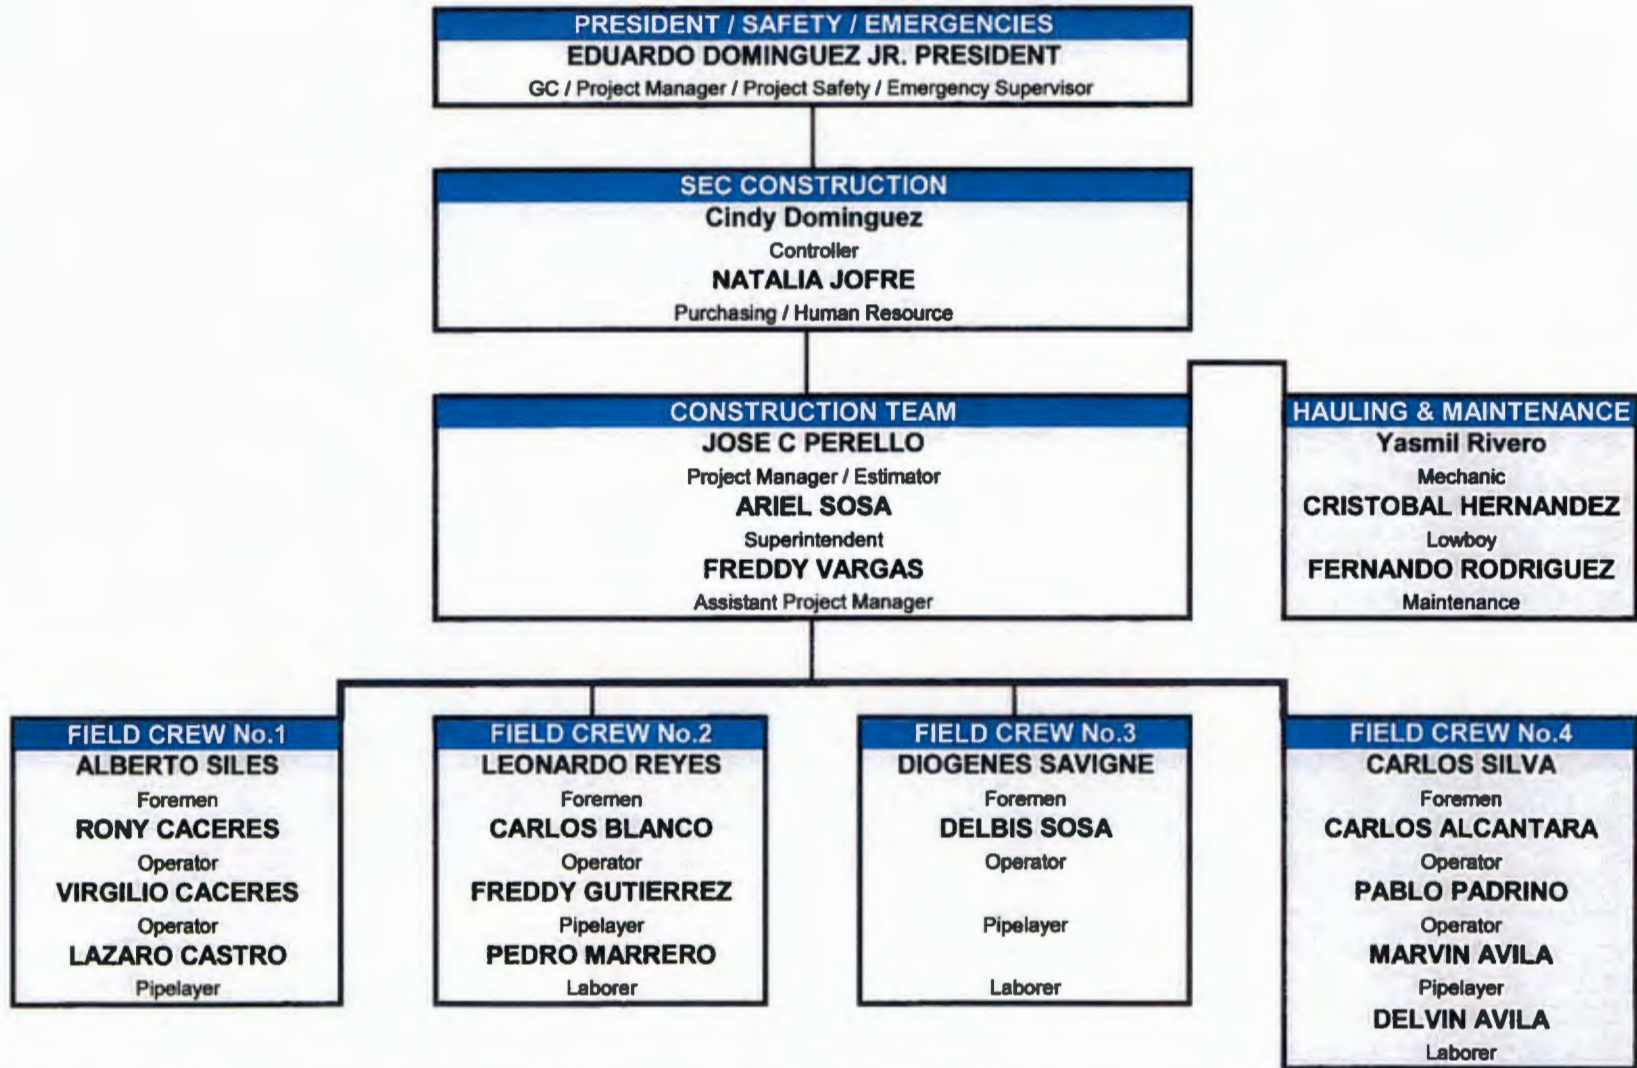 PRESIDENT / SAFETY / EMERGENCIES
EDUARDO DOMINGUEZ JR. PRESIDENT
GC / Project Manager / Project Safety / Emergency Supervisor
SEC CONSTRUCTION
Cindy Dominguez
Controller
NATALIA JOFRE
Purchasing / Human Resource
CONSTRUCTION TEAM
JOSE C PERELLO
Project Manager / Estimator
ARIEL SOSA
Superintendent
FREDDY VARGAS
Assistant Project Manager
HAULING & MAINTENANCE
Yasmil Rivero
Mechanic
CRISTOBAL HERNANDEZ
Lowboy
FERNANDO RODRIGUEZ
Maintenance
FIELD CREW No.1
ALBERTO SILES
Foremen
RONY CACERES
Operator
VIRGILIO CACERES
Operator
LAZARO CASTRO
Pipelayer
FIELD CREW No.2
LEONARDO REYES
Foremen
CARLOS BLANCO
Operator
FREDDY GUTIERREZ
Pipelayer
PEDRO MARRERO
Laborer
FIELD CREW No.3
DIOGENES SAVIGNE
Foremen
DELBIS SOSA
Operator
Pipelayer
Laborer
FIELD CREW No.4
CARLOS SILVA
Foremen
CARLOS ALCANTARA
Operator
PABLO PADRINO
Operator
MARVIN AVILA
Pipelayer
DELVIN AVILA
Laborer